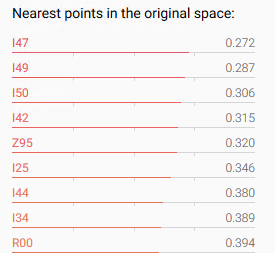 Nearest points in the original space:
I47 0.272
I49 0.287
I50 0.306
I42 0.315
Z95 0.320
I25 0.346
I44 0.380
I34 0.389
R00 0.394